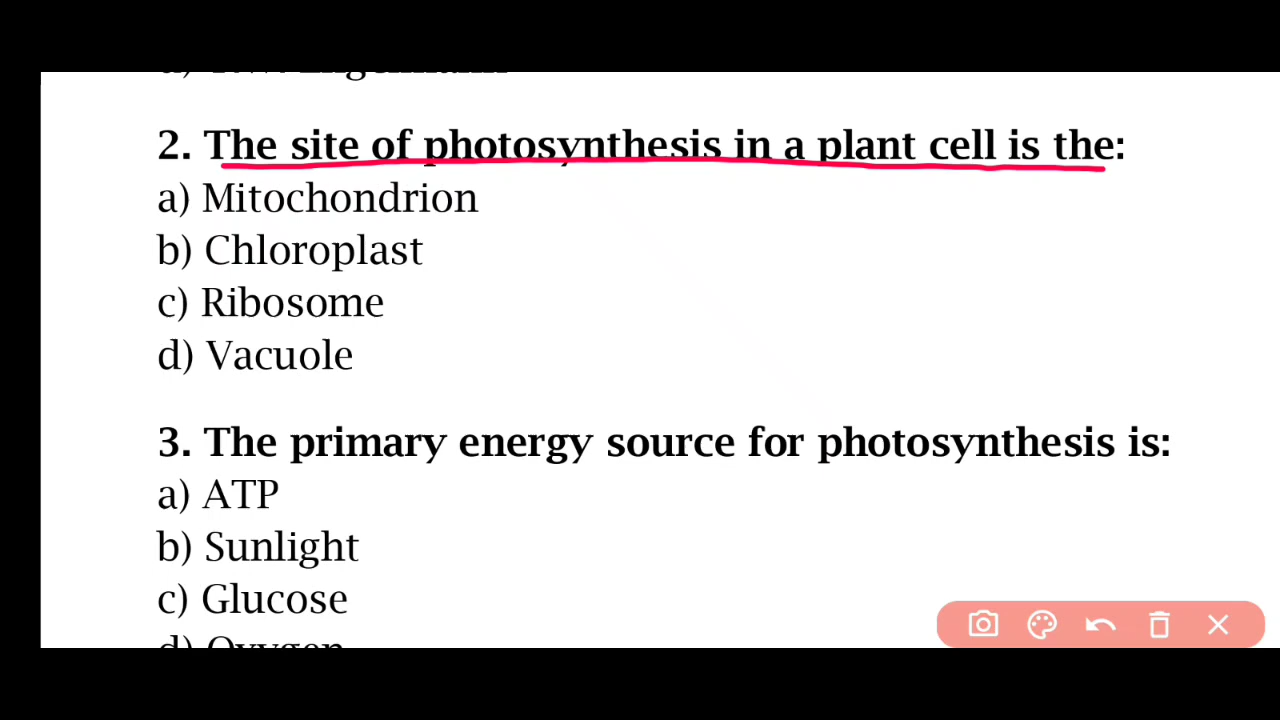 2. The site of photosynthesis in a plant cell is the:
a) Mitochondrion
b) Chloroplast
c) Ribosome
d) Vacuole
3. The primary energy source for photosynthesis is:
a) ATP
b) Sunlight
c) Glucose
d) Oxygen